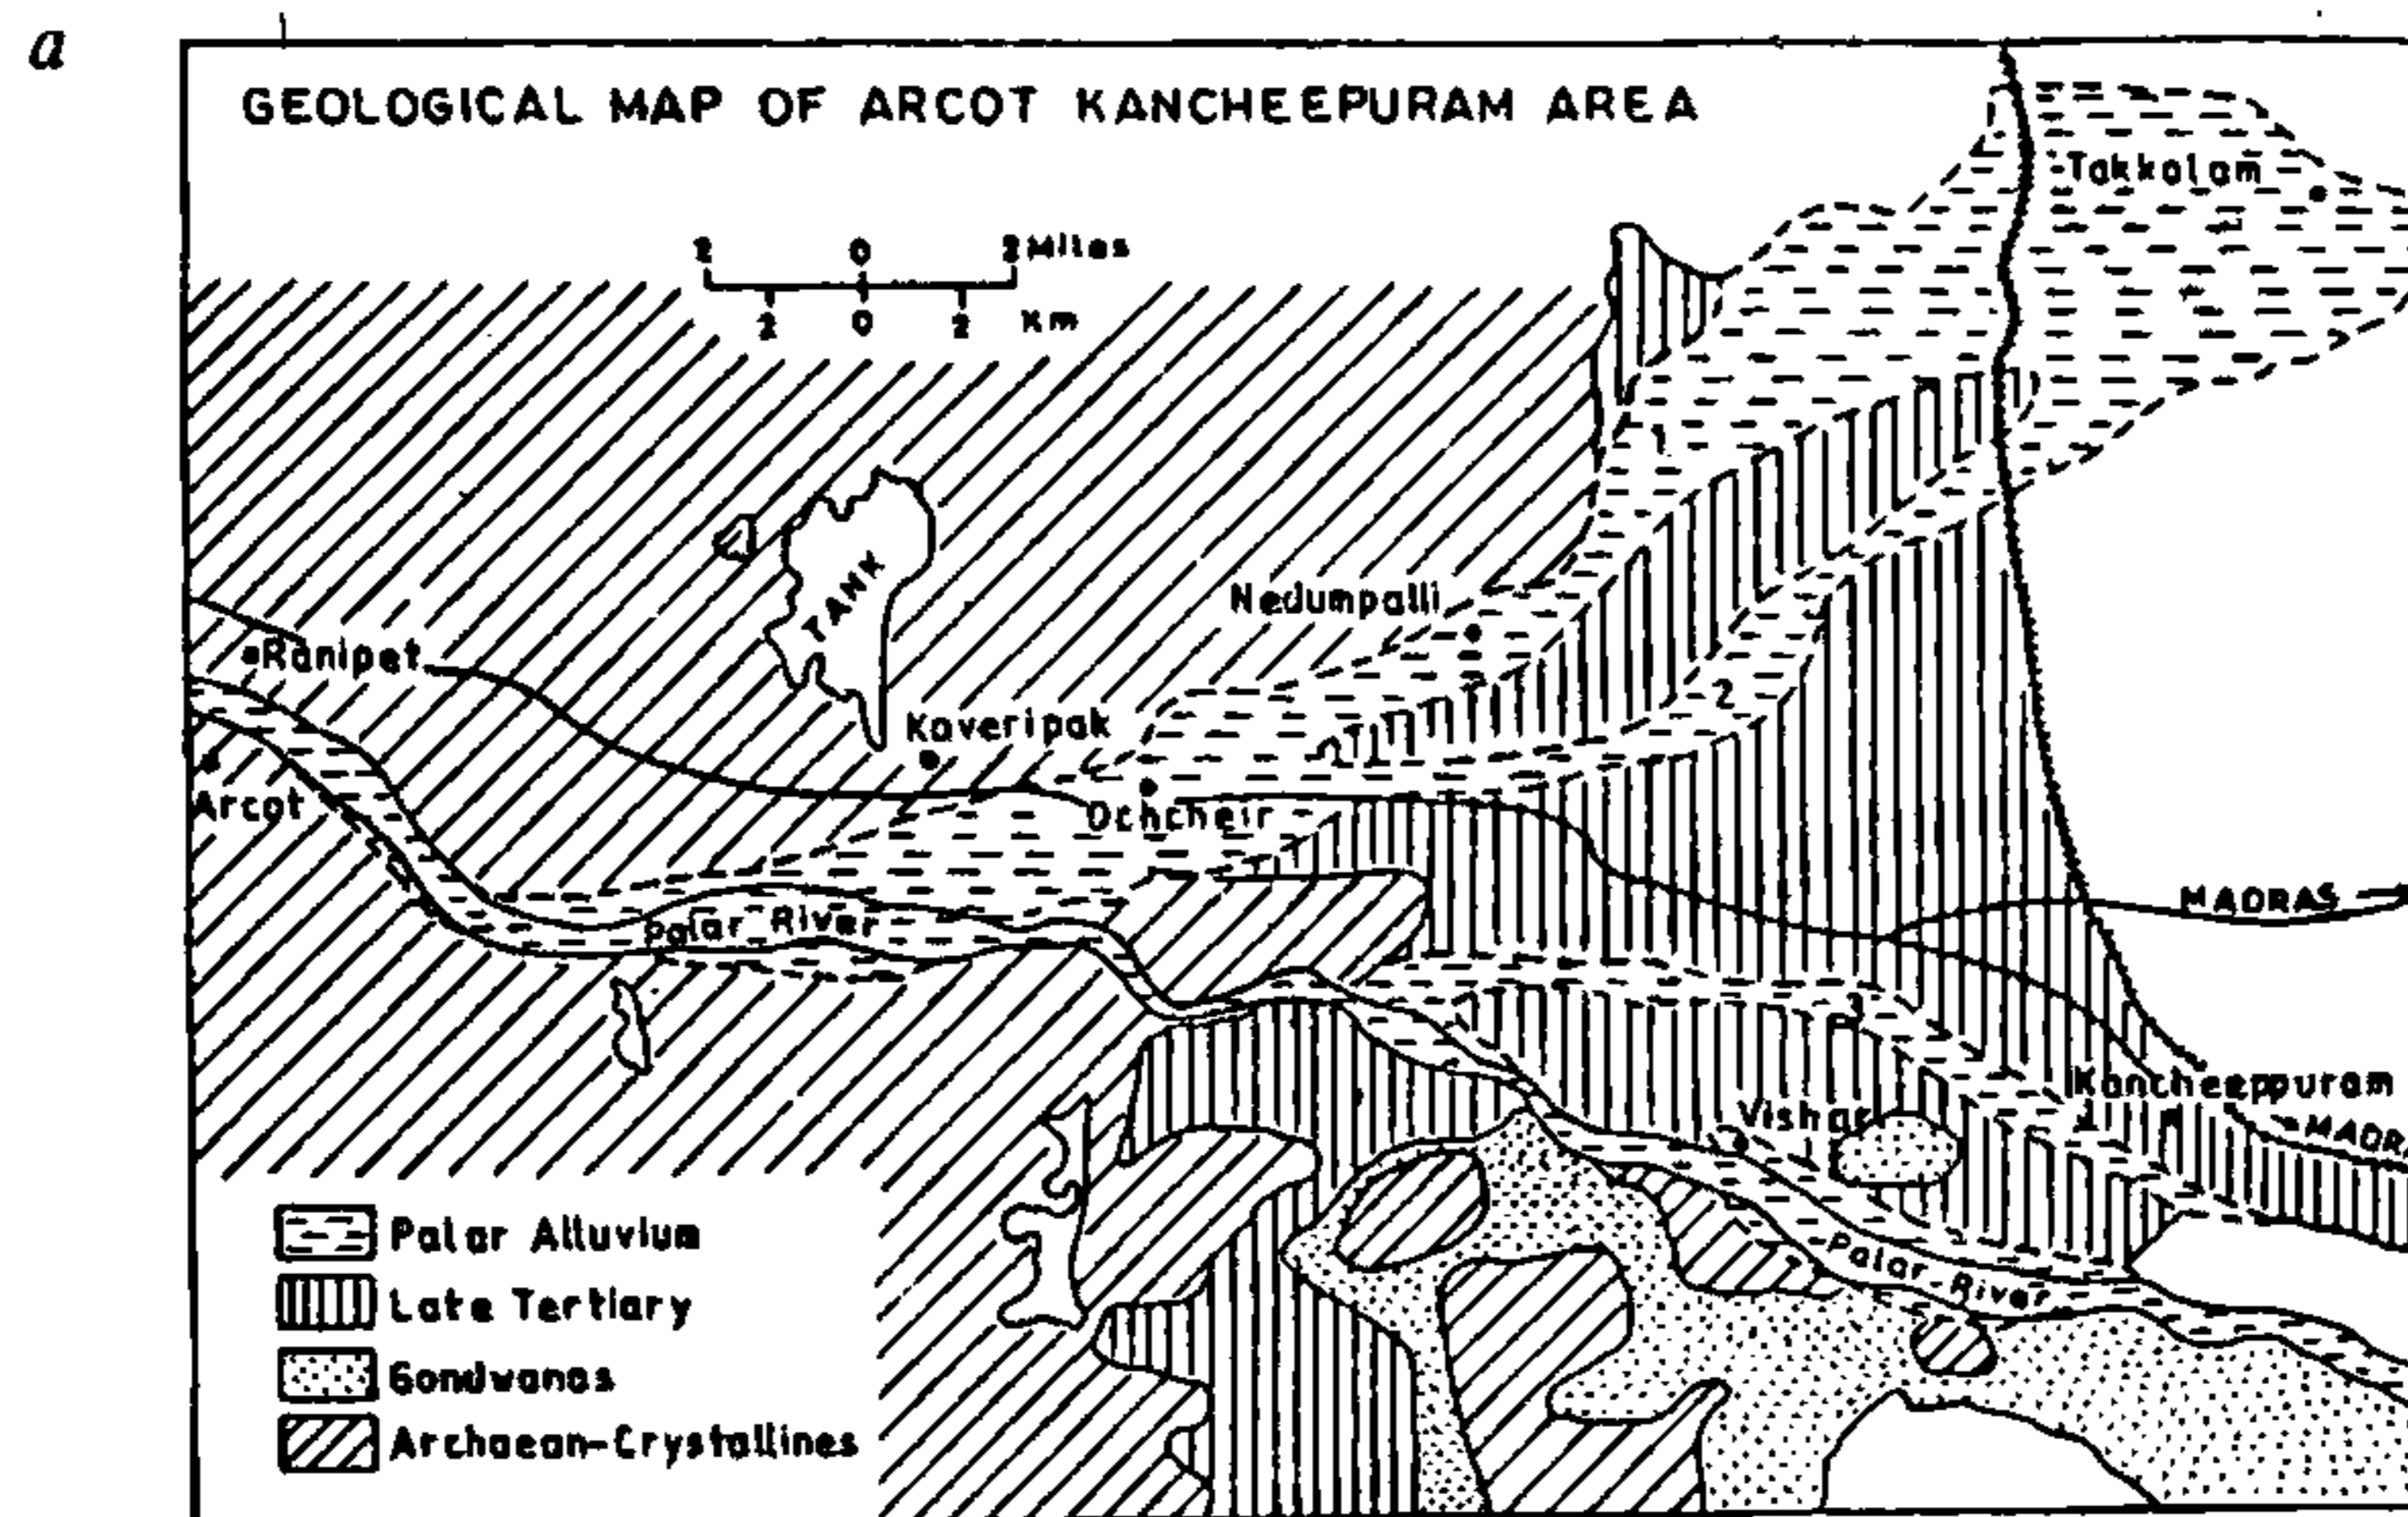 a
GEOLOGICAL MAP OF ARCOT KANCHEEPURAM AREA
Takkolam
2 0 2 Miles
2 0 2 Km
1
TANK
Nedumpalli
Ranipet
2
Kaveripak
Arcot
Ochcheir
MADRAS
Palar River
3
Kancheeppuram
Vishar
Palar River
Palar Alluvium
Late Tertiary
Gondwanas
Archaean-Crystallines